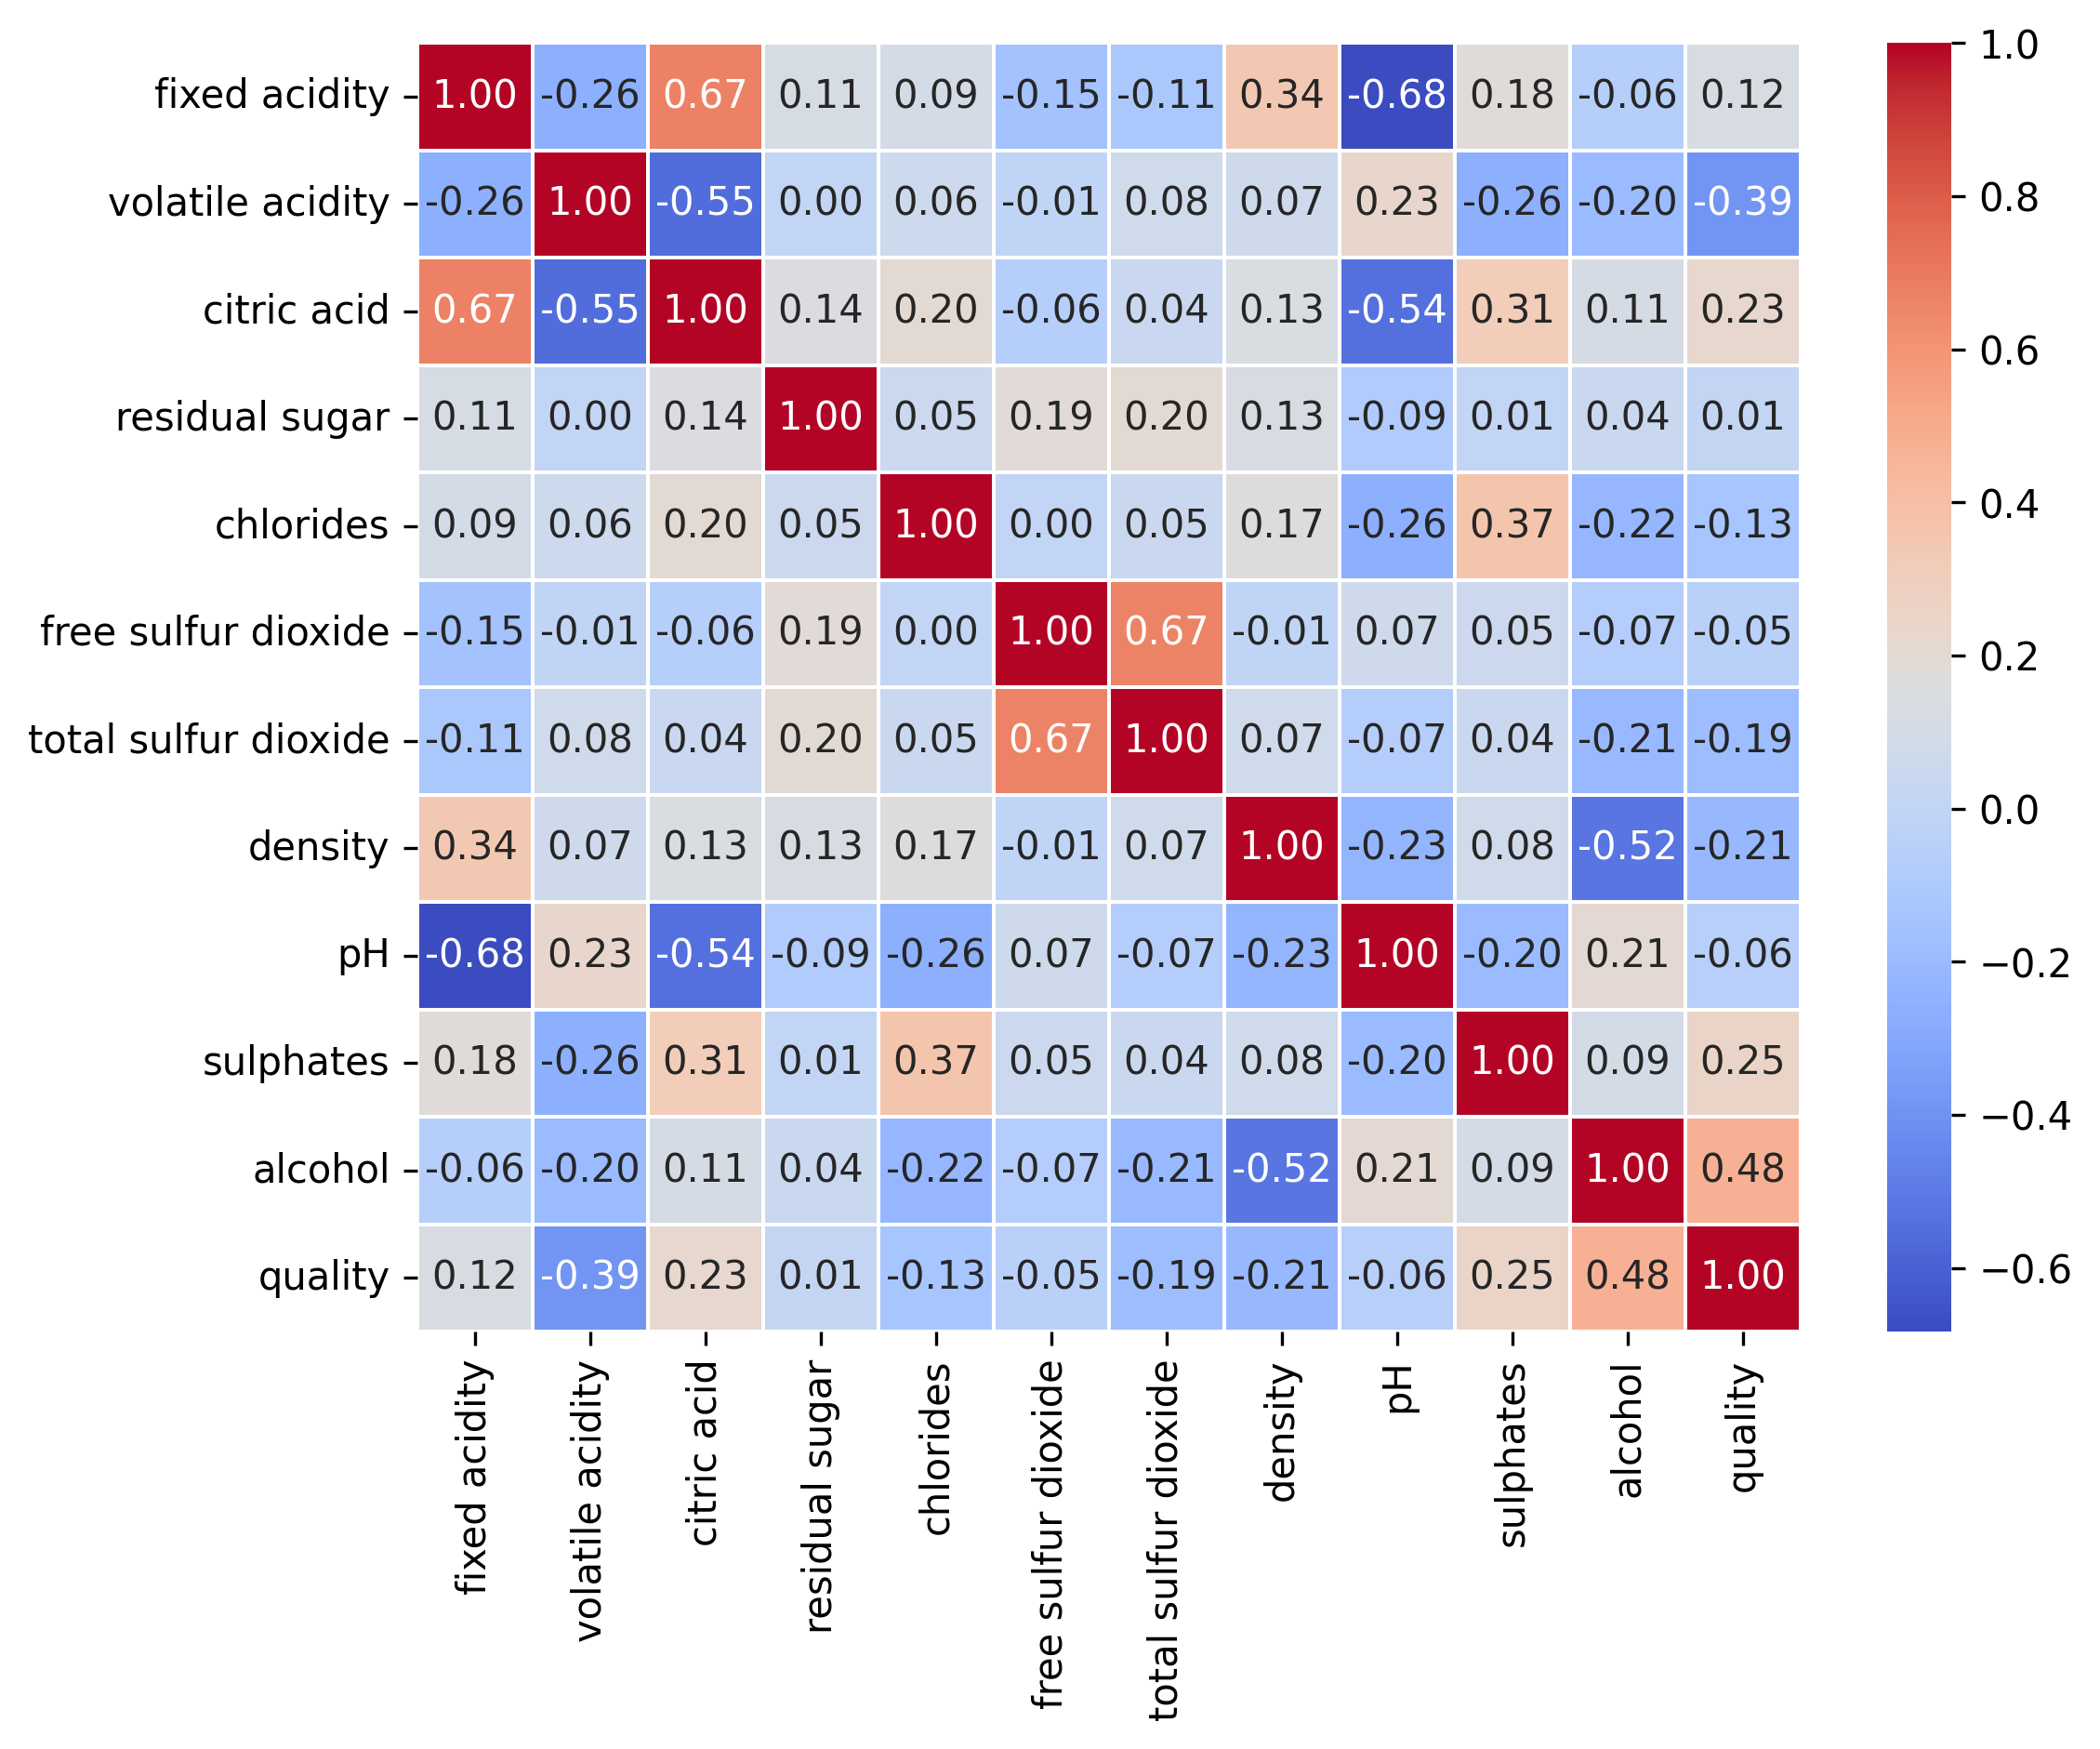 fixed acidity 1.00 -0.26 0.67 0.11 0.09 -0.15 -0.11 0.34 -0.68 0.18 -0.06 0.12
volatile acidity -0.26 1.00 -0.55 0.00 0.06 -0.01 0.08 0.07 0.23 -0.26 -0.20 -0.39
citric acid 0.67 -0.55 1.00 0.14 0.20 -0.06 0.04 0.13 -0.54 0.31 0.11 0.23
residual sugar 0.11 0.00 0.14 1.00 0.05 0.19 0.20 0.13 -0.09 0.01 0.04 0.01
chlorides 0.09 0.06 0.20 0.05 1.00 0.00 0.05 0.17 -0.26 0.37 -0.22 -0.13
free sulfur dioxide -0.15 -0.01 -0.06 0.19 0.00 1.00 0.67 -0.01 0.07 0.05 -0.07 -0.05
total sulfur dioxide -0.11 0.08 0.04 0.20 0.05 0.67 1.00 0.07 -0.07 0.04 -0.21 -0.19
density 0.34 0.07 0.13 0.13 0.17 -0.01 0.07 1.00 -0.23 0.08 -0.52 -0.21
pH -0.68 0.23 -0.54 -0.09 -0.26 0.07 -0.07 -0.23 1.00 -0.20 0.21 -0.06
sulphates 0.18 -0.26 0.31 0.01 0.37 0.05 0.04 0.08 -0.20 1.00 0.09 0.25
alcohol -0.06 -0.20 0.11 0.04 -0.22 -0.07 -0.21 -0.52 0.21 0.09 1.00 0.48
quality 0.12 -0.39 0.23 0.01 -0.13 -0.05 -0.19 -0.21 -0.06 0.25 0.48 1.00
fixed acidity
volatile acidity
citric acid
residual sugar
chlorides
free sulfur dioxide
total sulfur dioxide
density
pH
sulphates
alcohol
quality
1.0
0.8
0.6
0.4
0.2
0.0
−0.2
−0.4
−0.6